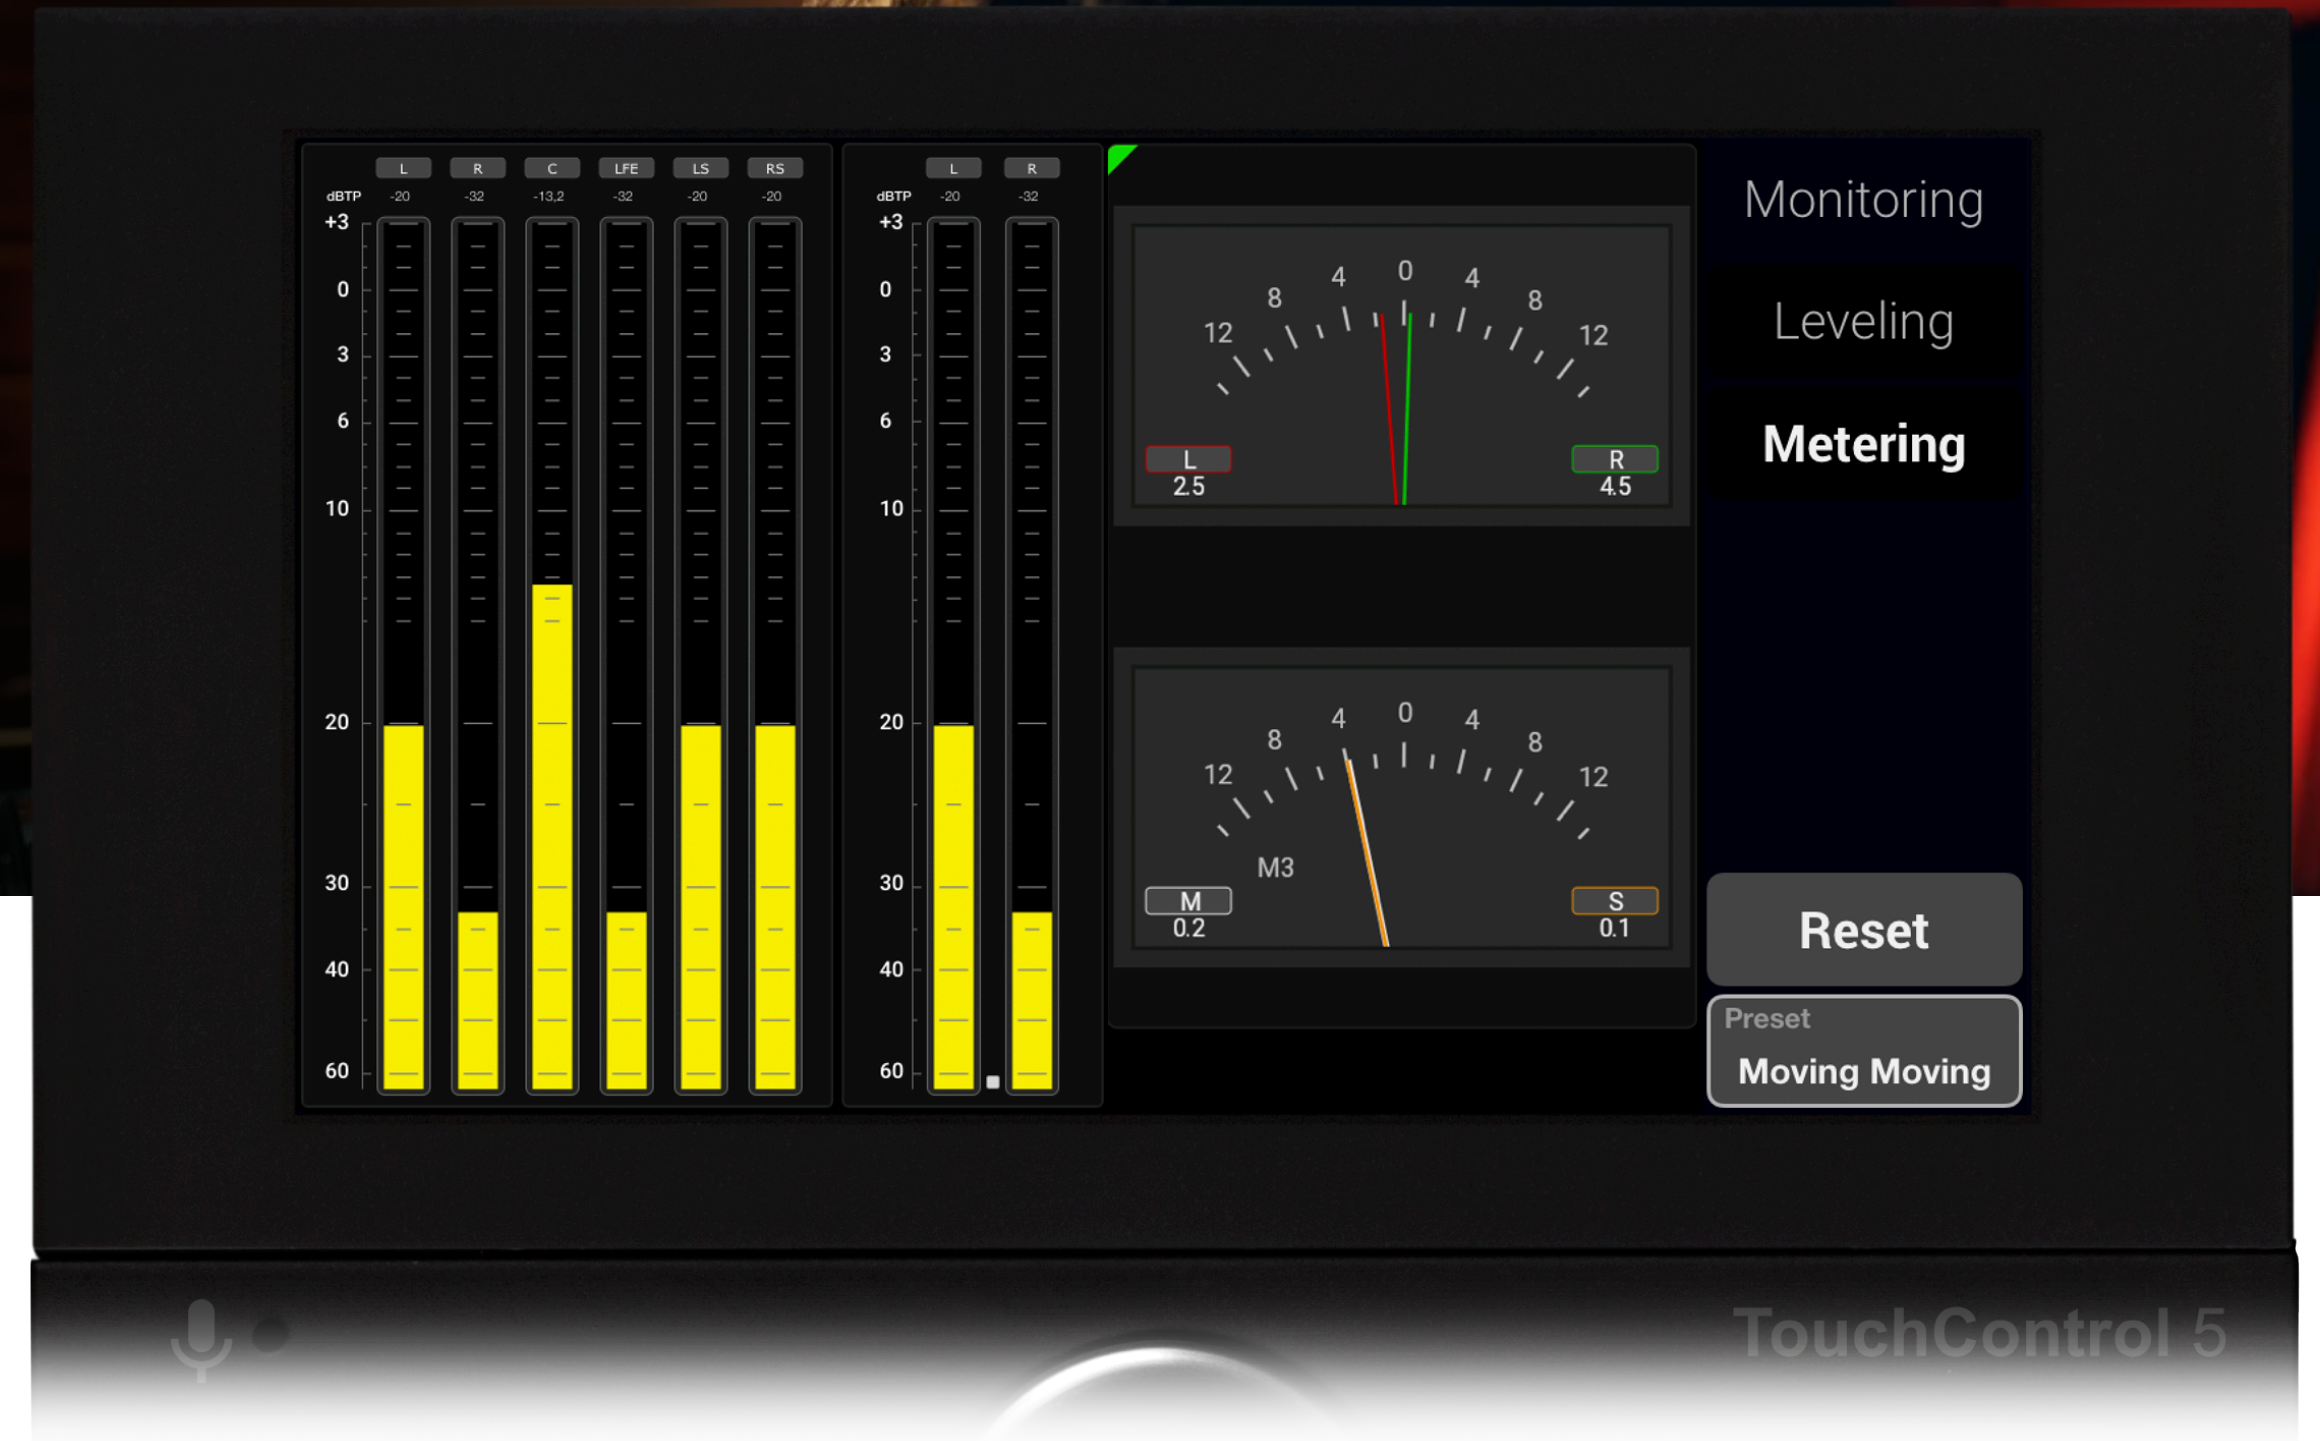 L R C LFE LS RS
dBTP -20 -32 -13,2 -32 -20 -20
+3
0
3
6
10
20
30
40
60
L R
dBTP -20 -32
+3
0
3
6
10
20
30
40
60
12 8 4 0 4 8 12
L R
2.5 4.5
12 8 4 0 4 8 12
M3
M S
0.2 0.1
Monitoring
Leveling
Metering
Reset
Preset
Moving Moving
TouchControl 5